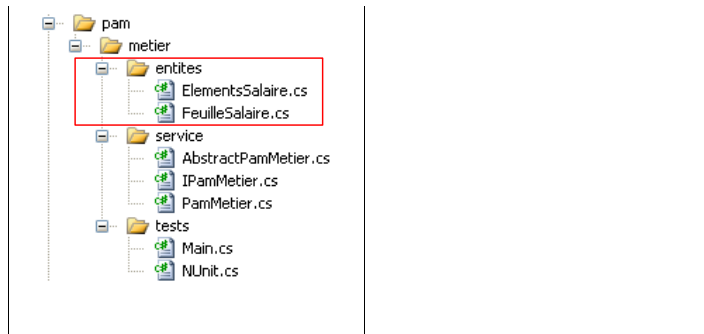 pam
metier
entites
ElementsSalaire.cs
FeuilleSalaire.cs
service
AbstractPamMetier.cs
IPamMetier.cs
PamMetier.cs
tests
Main.cs
NUnit.cs